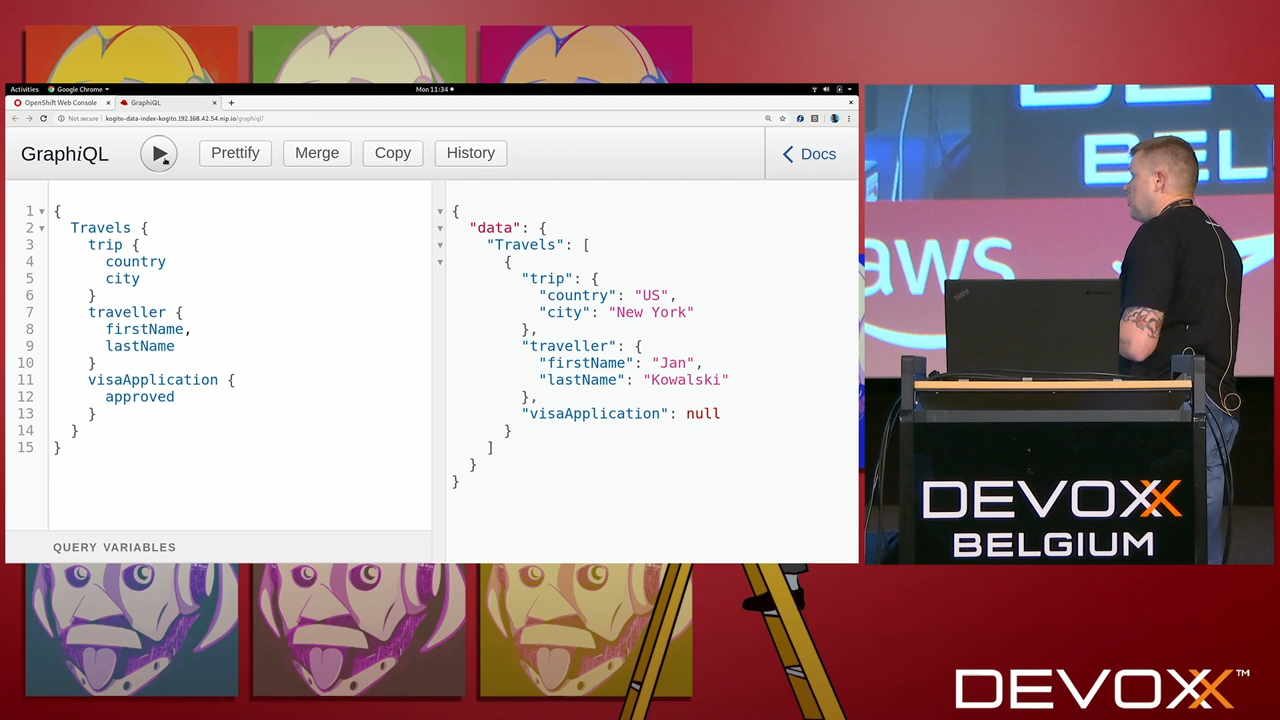 Activities
Google Chrome
Mon 11:34
OpenShift Web Console
GraphiQL
Not secure
kogito-data-index-kogito.192.168.42.54.nip.io/graphiql/
GraphiQL
Prettify
Merge
Copy
History
Docs
1 {
2 Travels {
3 trip {
4 country
5 city
6 }
7 traveller {
8 firstName,
9 lastName
10 }
11 visaApplication {
12 approved
13 }
14 }
15 }
QUERY VARIABLES
{
"data": {
"Travels": [
{
"trip": {
"country": "US",
"city": "New York"
},
"traveller": {
"firstName": "Jan",
"lastName": "Kowalski"
},
"visaApplication": null
}
]
}
}
BEL
aws
DEVOXX
BELGIUM
DEVOXX™